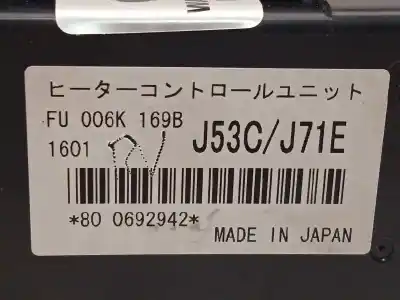 ヒーターコントロールユニット
FU 006K 169B
1601
J53C/J71E
*80 0692942*
MADE IN JAPAN